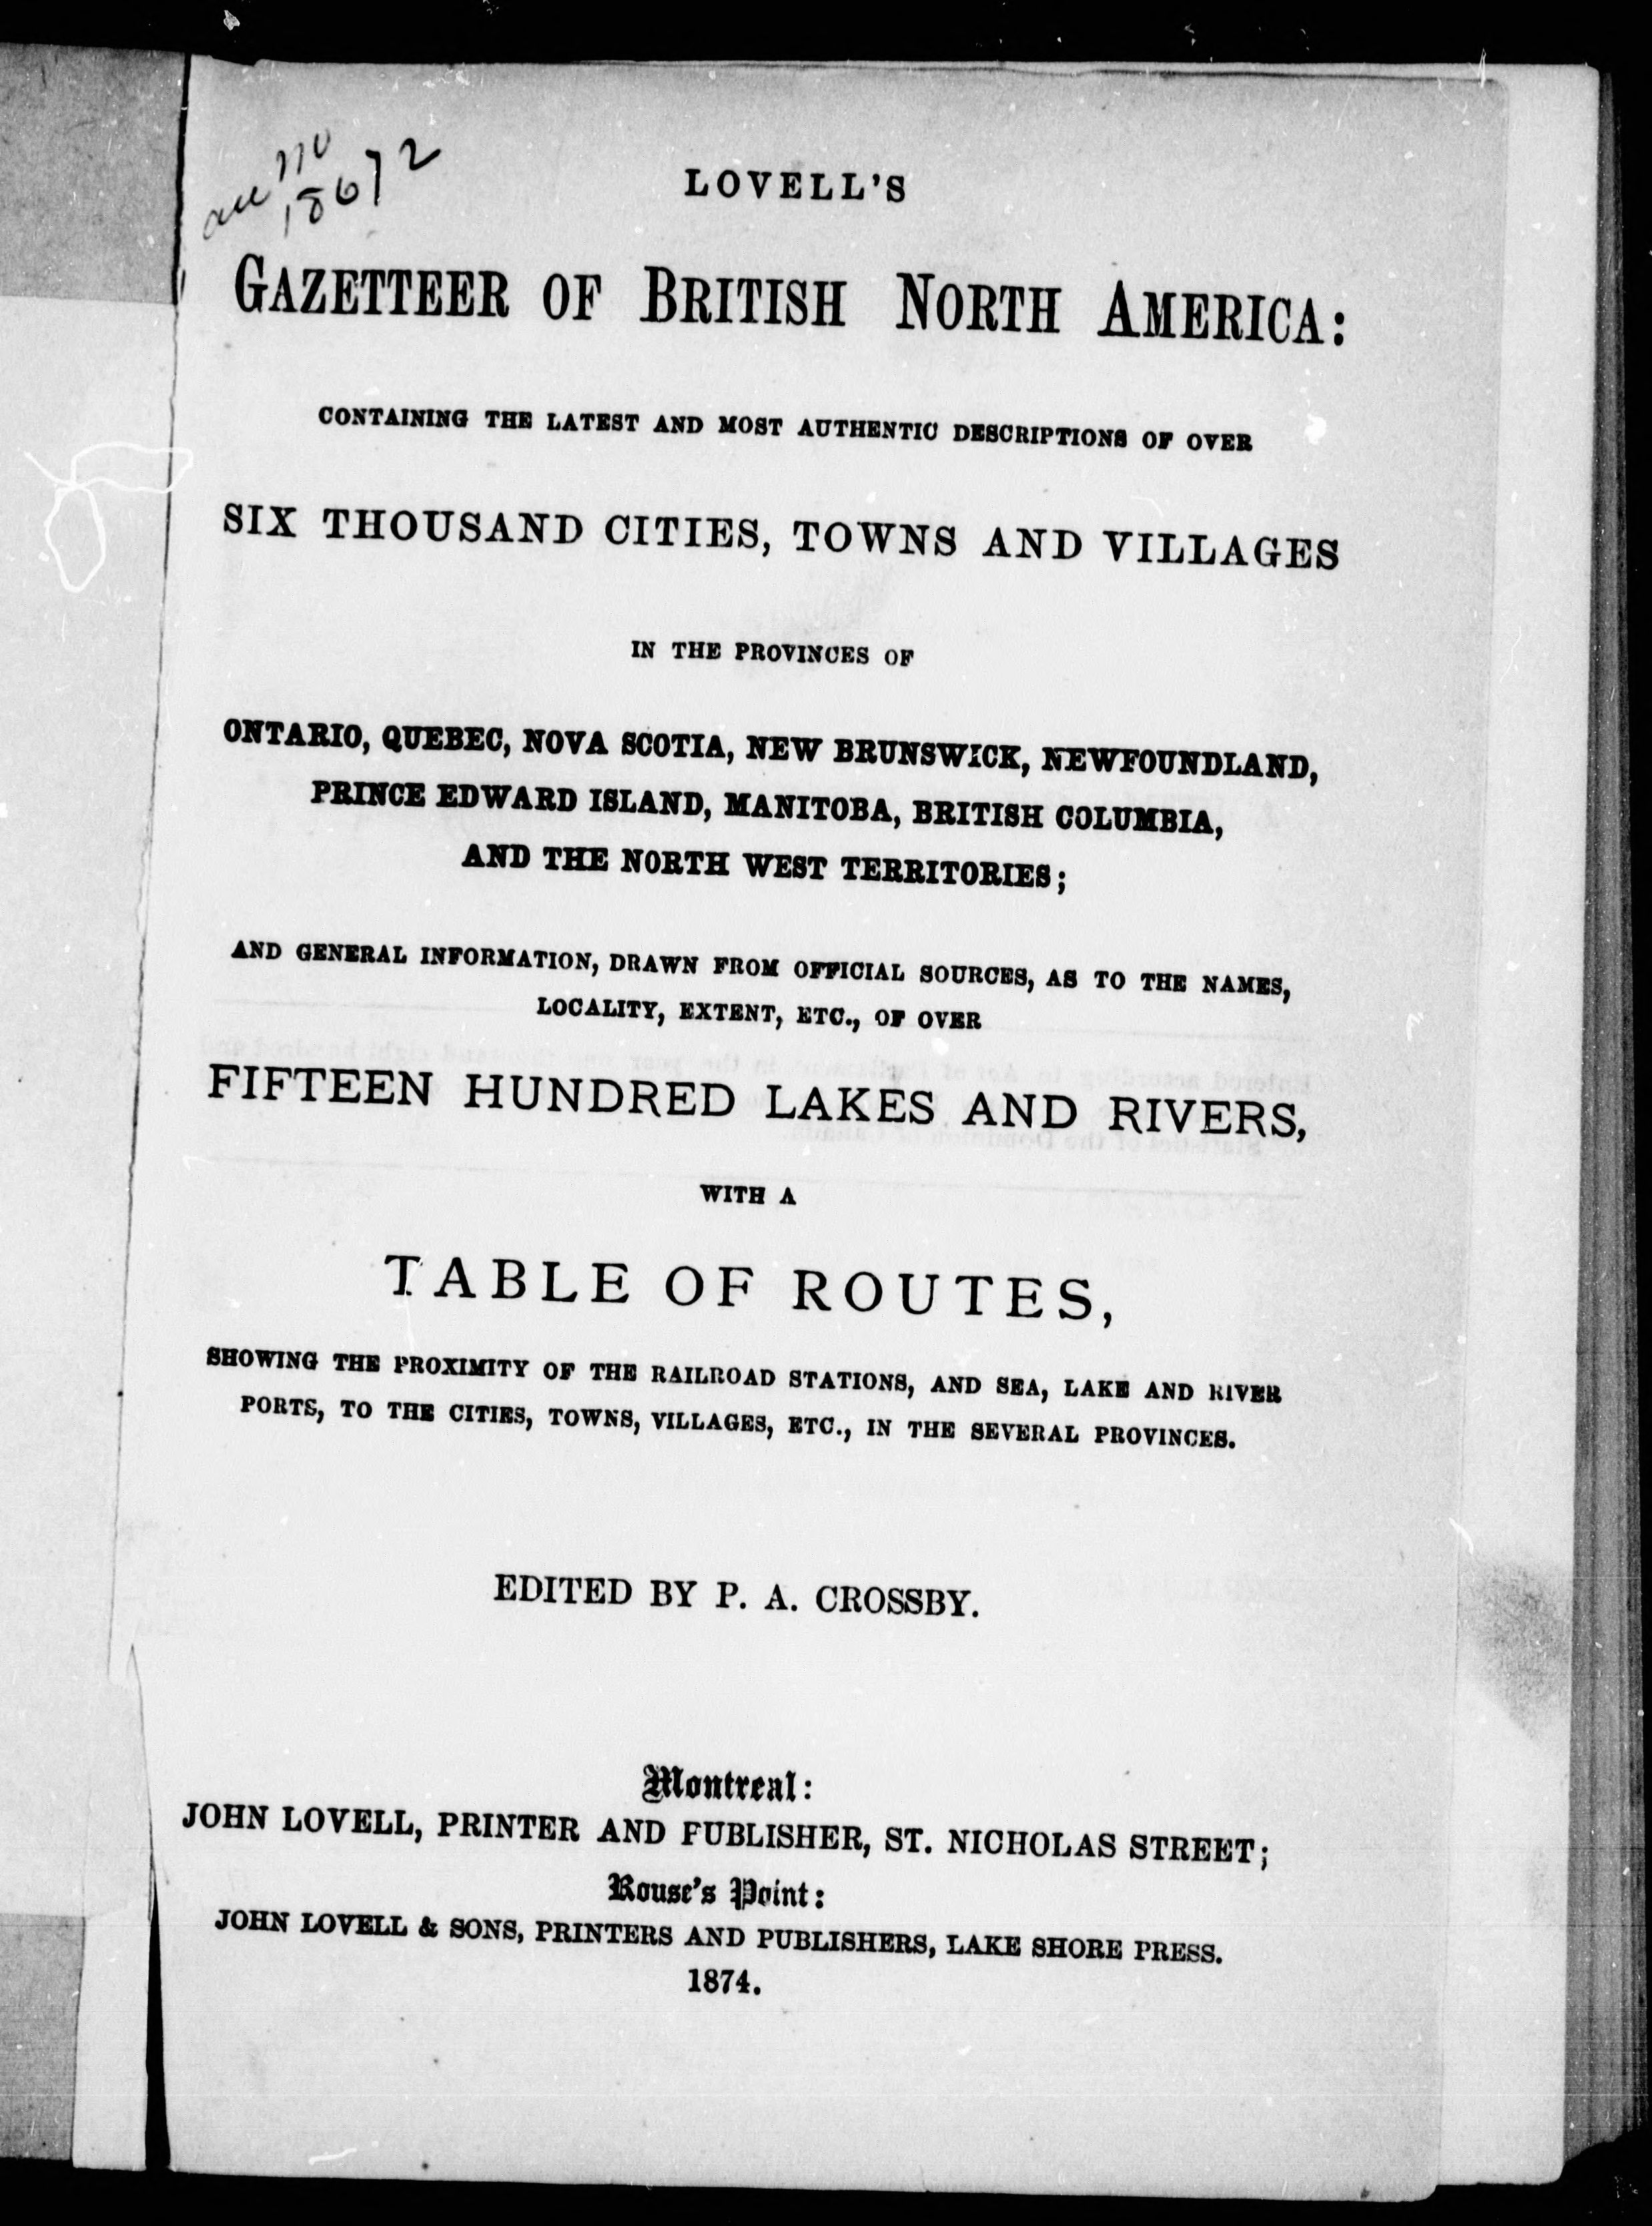 no
18672
LOVELL'S
GAZETTEER OF BRITISH NORTH AMERICA:
CONTAINING THE LATEST AND MOST AUTHENTIC DESCRIPTIONS OF OVER
SIX THOUSAND CITIES, TOWNS AND VILLAGES
IN THE PROVINCES OF
ONTARIO, QUEBEC, NOVA SCOTIA, NEW BRUNSWICK, NEWFOUNDLAND,
PRINCE EDWARD ISLAND, MANITOBA, BRITISH COLUMBIA,
AND THE NORTH WEST TERRITORIES;
AND GENERAL INFORMATION, DRAWN FROM OFFICIAL SOURCES, AS TO THE NAMES,
LOCALITY, EXTENT, ETC., OF OVER
FIFTEEN HUNDRED LAKES AND RIVERS,
WITH A
TABLE OF ROUTES,
SHOWING THE PROXIMITY OF THE RAILROAD STATIONS, AND SEA, LAKE AND RIVER
PORTS, TO THE CITIES, TOWNS, VILLAGES, ETC., IN THE SEVERAL PROVINCES.
EDITED BY P. A. CROSSBY.
Montreal:
JOHN LOVELL, PRINTER AND PUBLISHER, ST. NICHOLAS STREET;
Rouse's Point:
JOHN LOVELL & SONS, PRINTERS AND PUBLISHERS, LAKE SHORE PRESS.
1874.